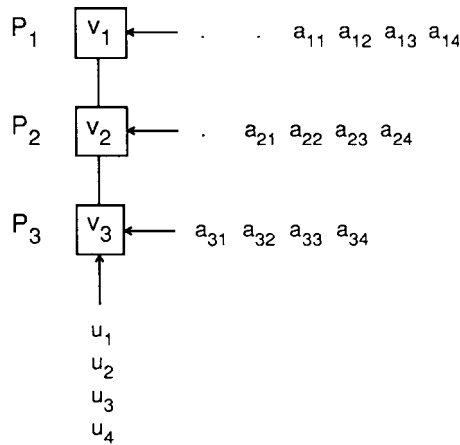 P₁ v₁ . . a₁₁ a₁₂ a₁₃ a₁₄
P₂ v₂ . a₂₁ a₂₂ a₂₃ a₂₄
P₃ v₃ a₃₁ a₃₂ a₃₃ a₃₄
u₁
u₂
u₃
u₄